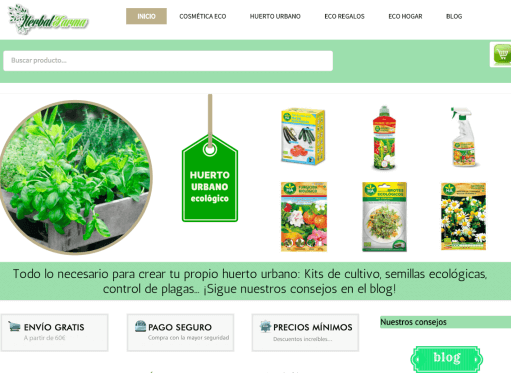 HerbalKarma
INICIO
COSMÉTICA ECO
HUERTO URBANO
ECO REGALOS
ECO HOGAR
BLOG
Buscar producto...
HUERTO
URBANO
ecológico
Todo lo necesario para crear tu propio huerto urbano: Kits de cultivo, semillas ecológicas,
control de plagas... ¡Sigue nuestros consejos en el blog!
ENVÍO GRATIS
A partir de 60€
PAGO SEGURO
Compra con la mayor seguridad
PRECIOS MÍNIMOS
Descuentos increíbles...
Nuestros consejos
blog